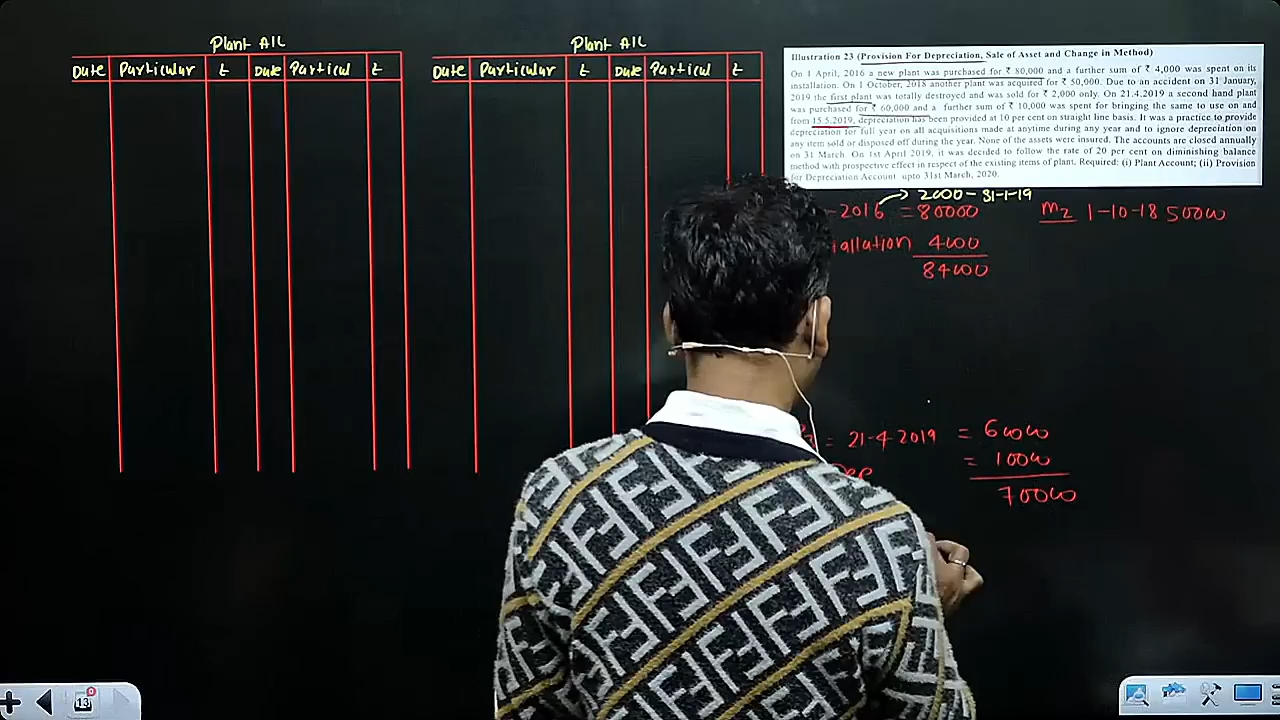 Plant A/c
Date Particular ₹ Date Particul ₹
Plant A/c
Date Particular ₹ Date Particul ₹
Illustration 23 (Provision For Depreciation, Sale of Asset and Change in Method)
On 1 April, 2016 a new plant was purchased for ₹ 80,000 and a further sum of ₹ 4,000 was spent on its
installation. On 1 October, 2018 another plant was acquired for ₹ 50,000. Due to an accident on 31 January,
2019 the first plant was totally destroyed and was sold for ₹ 2,000 only. On 21.4.2019 a second hand plant
was purchased for ₹ 60,000 and a further sum of ₹ 10,000 was spent for bringing the same to use on and
from 15.5.2019, depreciation has been provided at 10 per cent on straight line basis. It was a practice to provide
depreciation for full year on all acquisitions made at anytime during any year and to ignore depreciation on
any item sold or disposed off during the year. None of the assets were insured. The accounts are closed annually
on 31 March. On 1st April 2019, it was decided to follow the rate of 20 per cent on diminishing balance
method with prospective effect in respect of the existing items of plant. Required: (i) Plant Account; (ii) Provision
for Depreciation Account upto 31st March, 2020.
2000 - 31-1-19
-2016 = 80000
allation 4000
84000
M2 1-10-18 50000
= 21-4-2019 = 60000
= 10000
70000
13